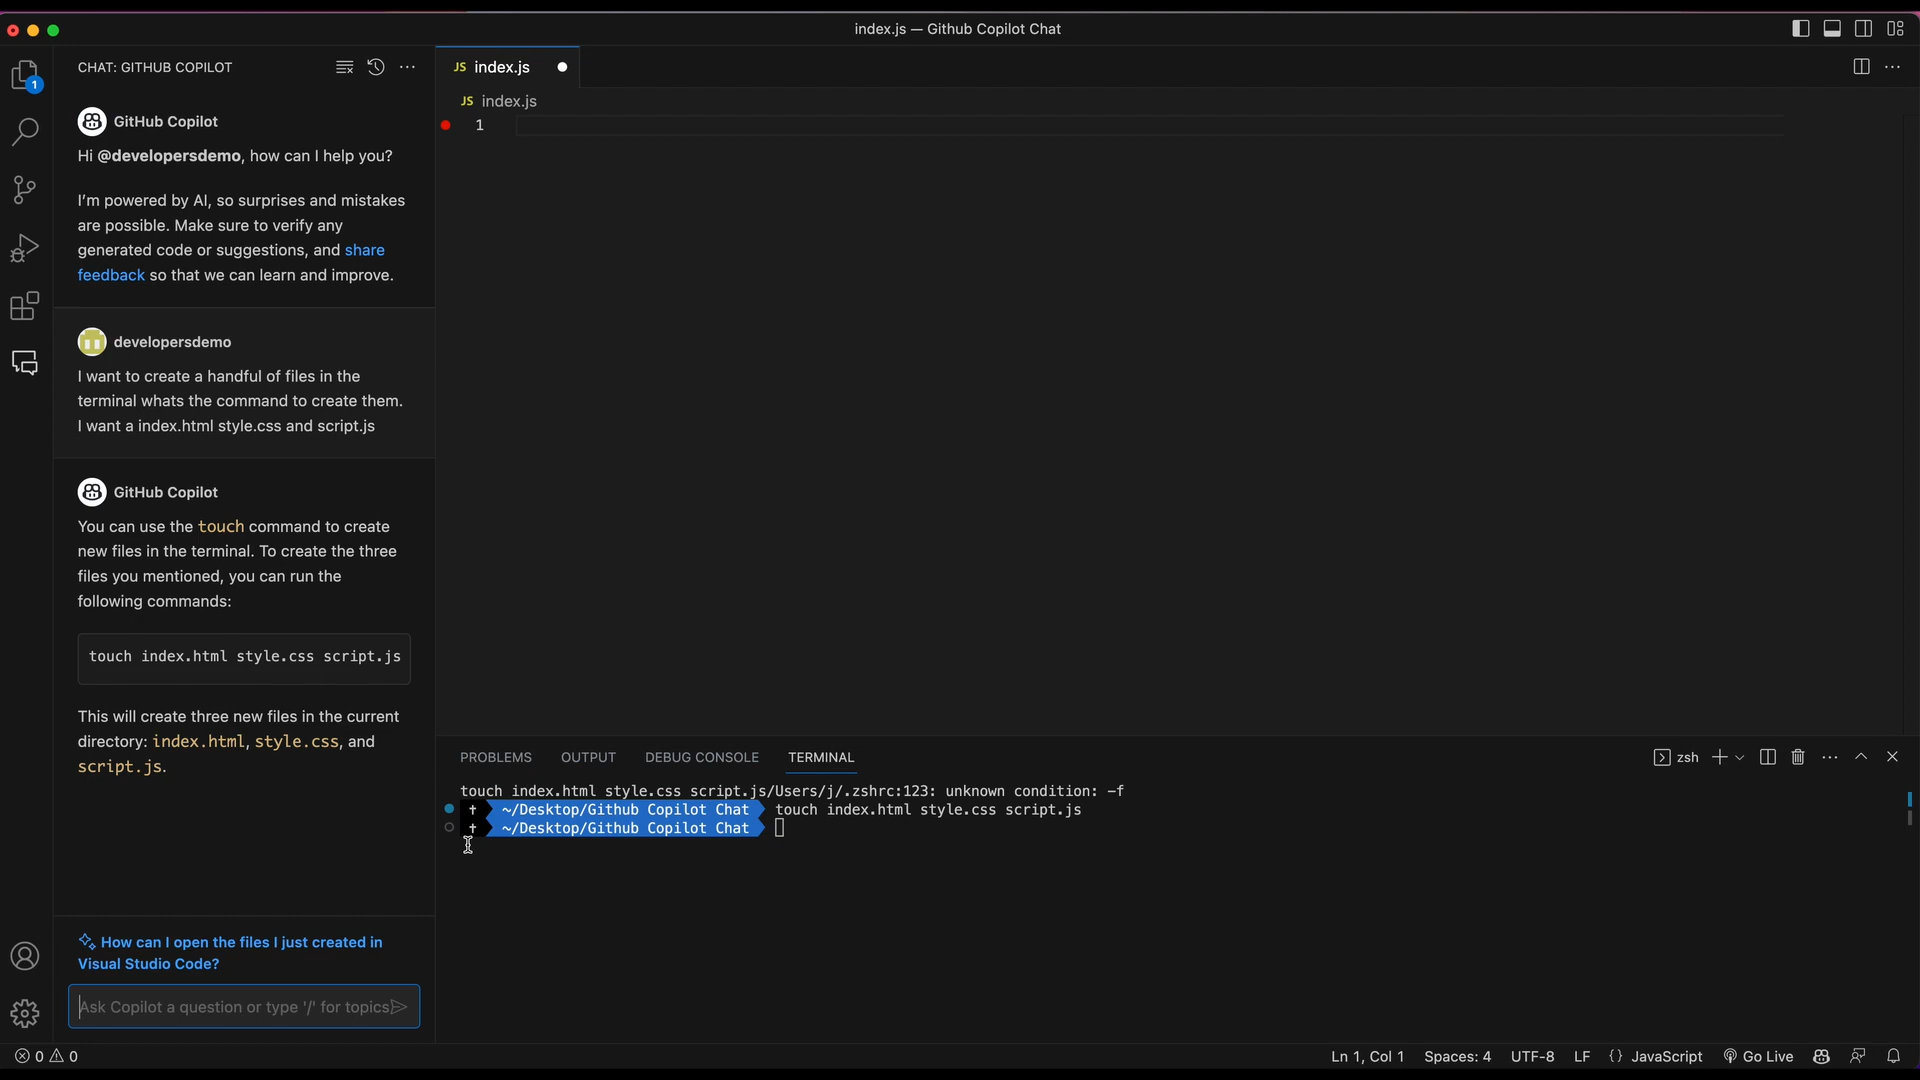 index.js — Github Copilot Chat
CHAT: GITHUB COPILOT
JS index.js
JS index.js
1
1
GitHub Copilot
Hi @developersdemo, how can I help you?
I'm powered by AI, so surprises and mistakes
are possible. Make sure to verify any
generated code or suggestions, and share
feedback so that we can learn and improve.
developersdemo
I want to create a handful of files in the
terminal whats the command to create them.
I want a index.html style.css and script.js
GitHub Copilot
You can use the touch command to create
new files in the terminal. To create the three
files you mentioned, you can run the
following commands:
touch index.html style.css script.js
This will create three new files in the current
directory: index.html, style.css, and
script.js.
How can I open the files I just created in
Visual Studio Code?
Ask Copilot a question or type '/' for topics
PROBLEMS OUTPUT DEBUG CONSOLE TERMINAL
zsh
touch index.html style.css script.js/Users/j/.zshrc:123: unknown condition: -f
✝ ~/Desktop/Github Copilot Chat touch index.html style.css script.js
✝ ~/Desktop/Github Copilot Chat
0 0
Ln 1, Col 1 Spaces: 4 UTF-8 LF {} JavaScript Go Live